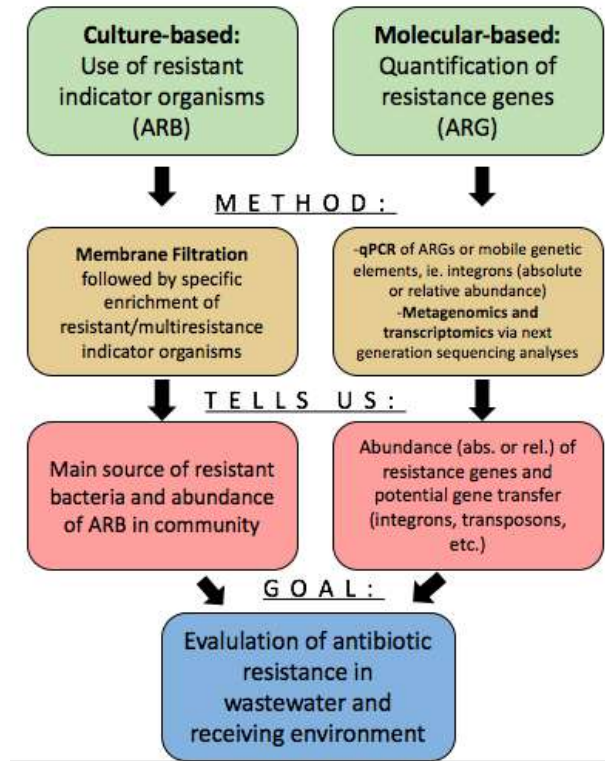 Culture-based:
Use of resistant
indicator organisms
(ARB)
Molecular-based:
Quantification of
resistance genes
(ARG)
METHOD:
Membrane Filtration
followed by specific
enrichment of
resistant/multiresistance
indicator organisms
-qPCR of ARGs or mobile genetic
elements, ie. integrons (absolute
or relative abundance)
-Metagenomics and
transcriptomics via next
generation sequencing analyses
TELLS US:
Main source of resistant
bacteria and abundance
of ARB in community
Abundance (abs. or rel.) of
resistance genes and
potential gene transfer
(integrons, transposons,
etc.)
GOAL:
Evalulation of antibiotic
resistance in
wastewater and
receiving environment